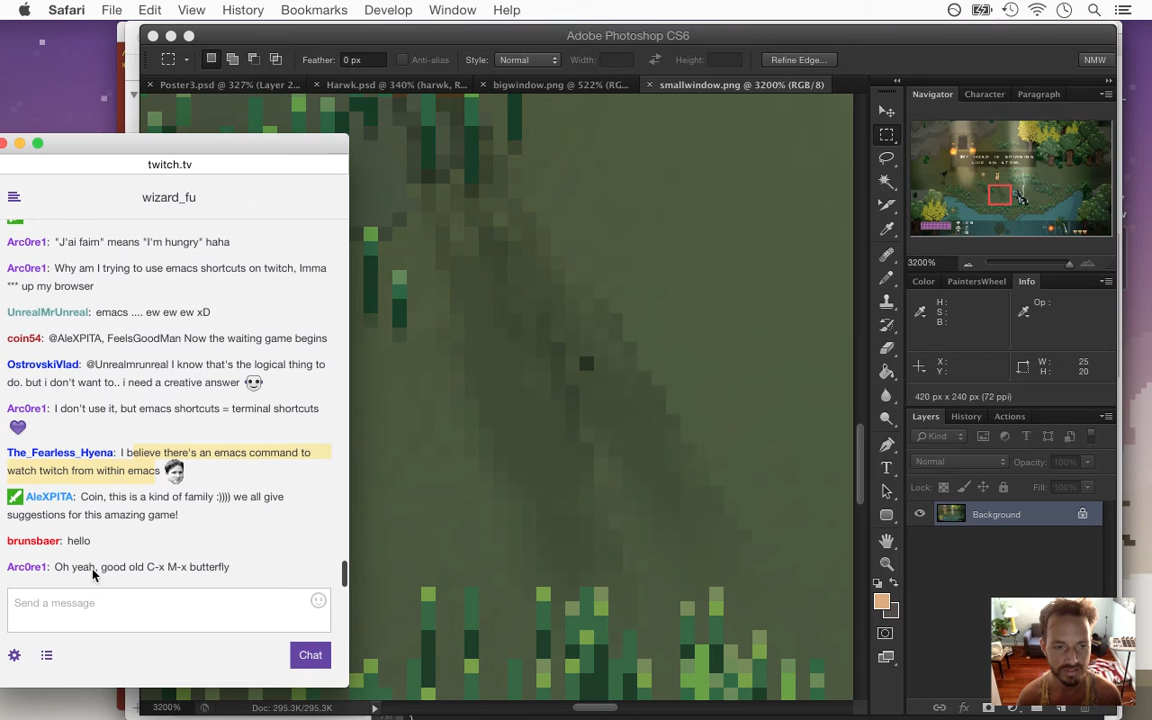 Safari File Edit View History Bookmarks Develop Window Help
Adobe Photoshop CS6
Feather: 0 px Anti-alias Style: Normal Width: Height: Refine Edge... NMW
Poster3.psd @ 327% (Layer 2... Harwk.psd @ 340% (harwk, R... bigwindow.png @ 522% (RG... smallwindow.png @ 3200% (RGB/8)
Navigator Character Paragraph
MY HEAD IS SPINNING
LIKE AN ATOM.
3200%
Color PaintersWheel Info
H: Op:
S:
B:
X: W: 25
Y: H: 20
420 px x 240 px (72 ppi)
Layers History Actions
Kind
Normal Opacity: 100%
Lock: Fill: 100%
Background
fx
T
3200% Doc: 295.3K/295.3K
twitch.tv
wizard_fu
Arc0re1: "J'ai faim" means "I'm hungry" haha
Arc0re1: Why am I trying to use emacs shortcuts on twitch, Imma
*** up my browser
UnrealMrUnreal: emacs .... ew ew ew xD
coin54: @AleXPITA, FeelsGoodMan Now the waiting game begins
OstrovskiVlad: @Unrealmrunreal I know that's the logical thing to
do. but i don't want to.. i need a creative answer
Arc0re1: I don't use it, but emacs shortcuts = terminal shortcuts
The_Fearless_Hyena: I believe there's an emacs command to
watch twitch from within emacs
AleXPITA: Coin, this is a kind of family :)))) we all give
suggestions for this amazing game!
brunsbaer: hello
Arc0re1: Oh yeah, good old C-x M-x butterfly
Send a message
Chat